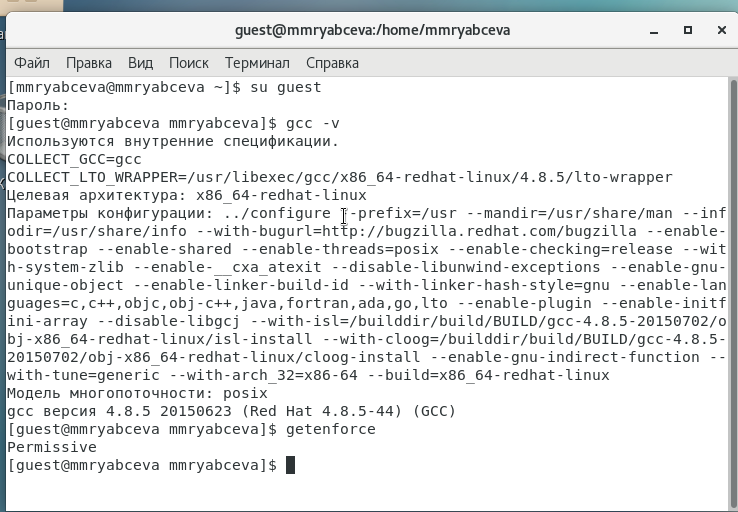 guest@mmryabceva:/home/mmryabceva
Файл Правка Вид Поиск Терминал Справка
[mmryabceva@mmryabceva ~]$ su guest
Пароль:
[guest@mmryabceva mmryabceva]$ gcc -v
Используются внутренние спецификации.
COLLECT_GCC=gcc
COLLECT_LTO_WRAPPER=/usr/libexec/gcc/x86_64-redhat-linux/4.8.5/lto-wrapper
Целевая архитектура: x86_64-redhat-linux
Параметры конфигурации: ../configure --prefix=/usr --mandir=/usr/share/man --inf
odir=/usr/share/info --with-bugurl=http://bugzilla.redhat.com/bugzilla --enable-
bootstrap --enable-shared --enable-threads=posix --enable-checking=release --wit
h-system-zlib --enable-__cxa_atexit --disable-libunwind-exceptions --enable-gnu-
unique-object --enable-linker-build-id --with-linker-hash-style=gnu --enable-lan
guages=c,c++,objc,obj-c++,java,fortran,ada,go,lto --enable-plugin --enable-initf
ini-array --disable-libgcj --with-isl=/builddir/build/BUILD/gcc-4.8.5-20150702/o
bj-x86_64-redhat-linux/isl-install --with-cloog=/builddir/build/BUILD/gcc-4.8.5-
20150702/obj-x86_64-redhat-linux/cloog-install --enable-gnu-indirect-function --
with-tune=generic --with-arch_32=x86-64 --build=x86_64-redhat-linux
Модель многопоточности: posix
gcc версия 4.8.5 20150623 (Red Hat 4.8.5-44) (GCC)
[guest@mmryabceva mmryabceva]$ getenforce
Permissive
[guest@mmryabceva mmryabceva]$